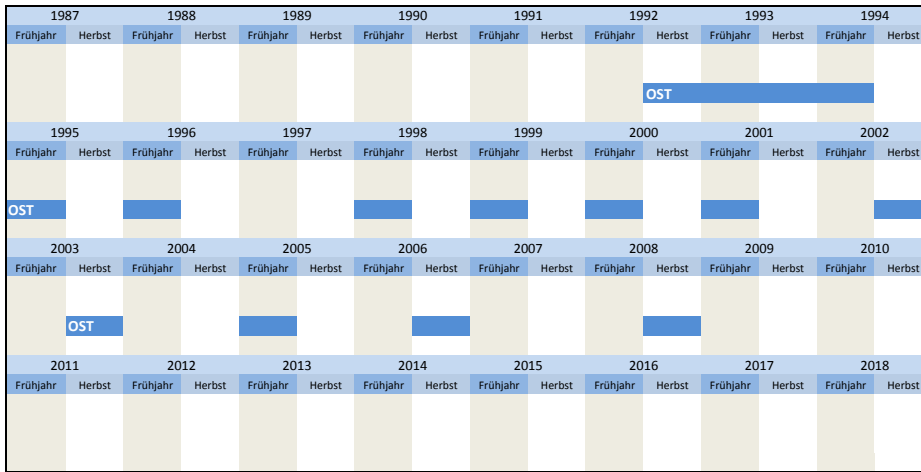 1987 1988 1989 1990 1991 1992 1993 1994
Frühjahr Herbst Frühjahr Herbst Frühjahr Herbst Frühjahr Herbst Frühjahr Herbst Frühjahr Herbst Frühjahr Herbst Frühjahr Herbst
OST
1995 1996 1997 1998 1999 2000 2001 2002
Frühjahr Herbst Frühjahr Herbst Frühjahr Herbst Frühjahr Herbst Frühjahr Herbst Frühjahr Herbst Frühjahr Herbst Frühjahr Herbst
OST
2003 2004 2005 2006 2007 2008 2009 2010
Frühjahr Herbst Frühjahr Herbst Frühjahr Herbst Frühjahr Herbst Frühjahr Herbst Frühjahr Herbst Frühjahr Herbst Frühjahr Herbst
OST
2011 2012 2013 2014 2015 2016 2017 2018
Frühjahr Herbst Frühjahr Herbst Frühjahr Herbst Frühjahr Herbst Frühjahr Herbst Frühjahr Herbst Frühjahr Herbst Frühjahr Herbst